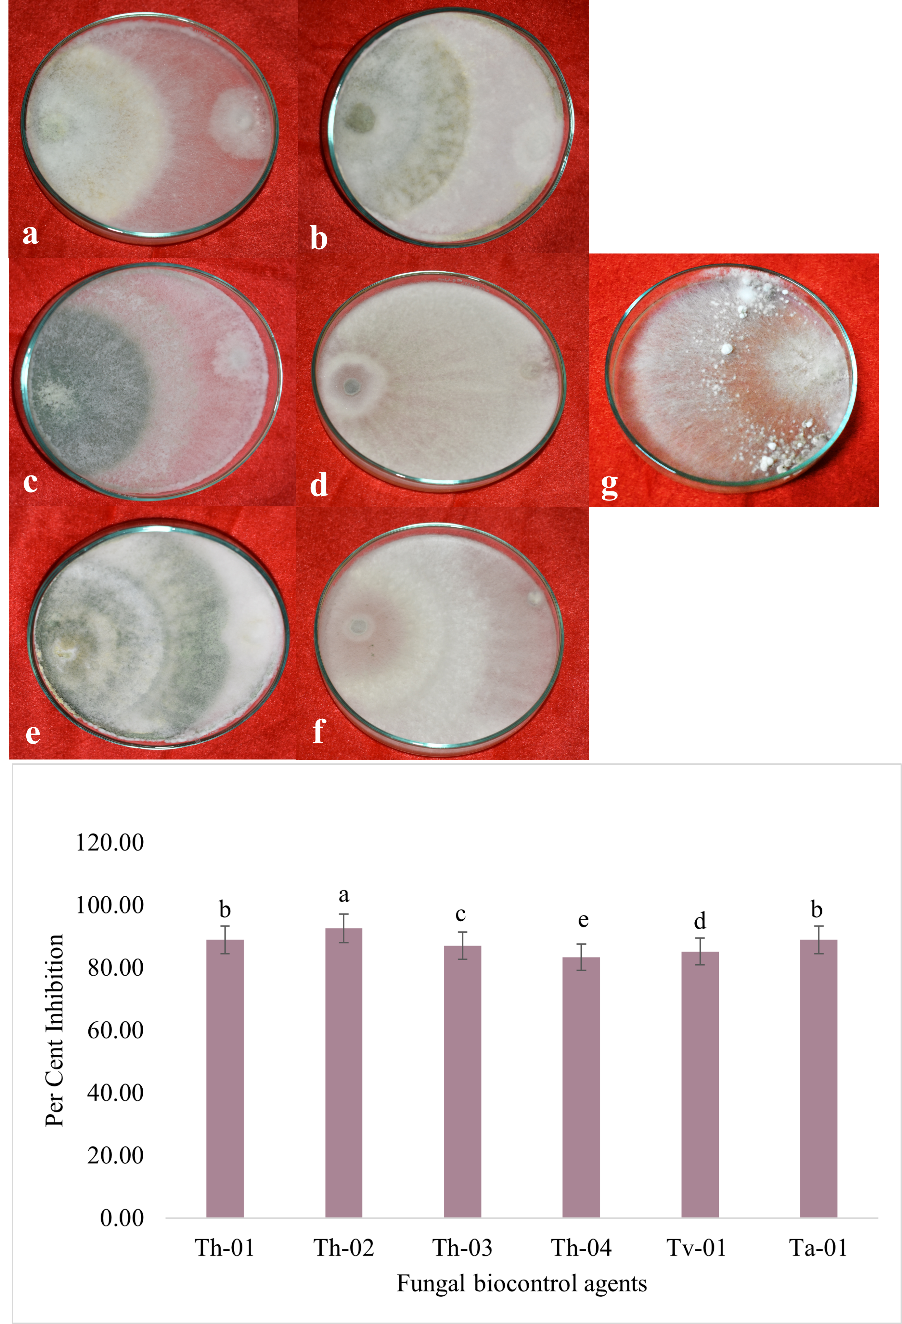 a
b
c
d
g
e
f
120.00
100.00
80.00
60.00
40.00
20.00
0.00
Per Cent Inhibition
b
a
c
e
d
b
Th-01 Th-02 Th-03 Th-04 Tv-01 Ta-01
Fungal biocontrol agents